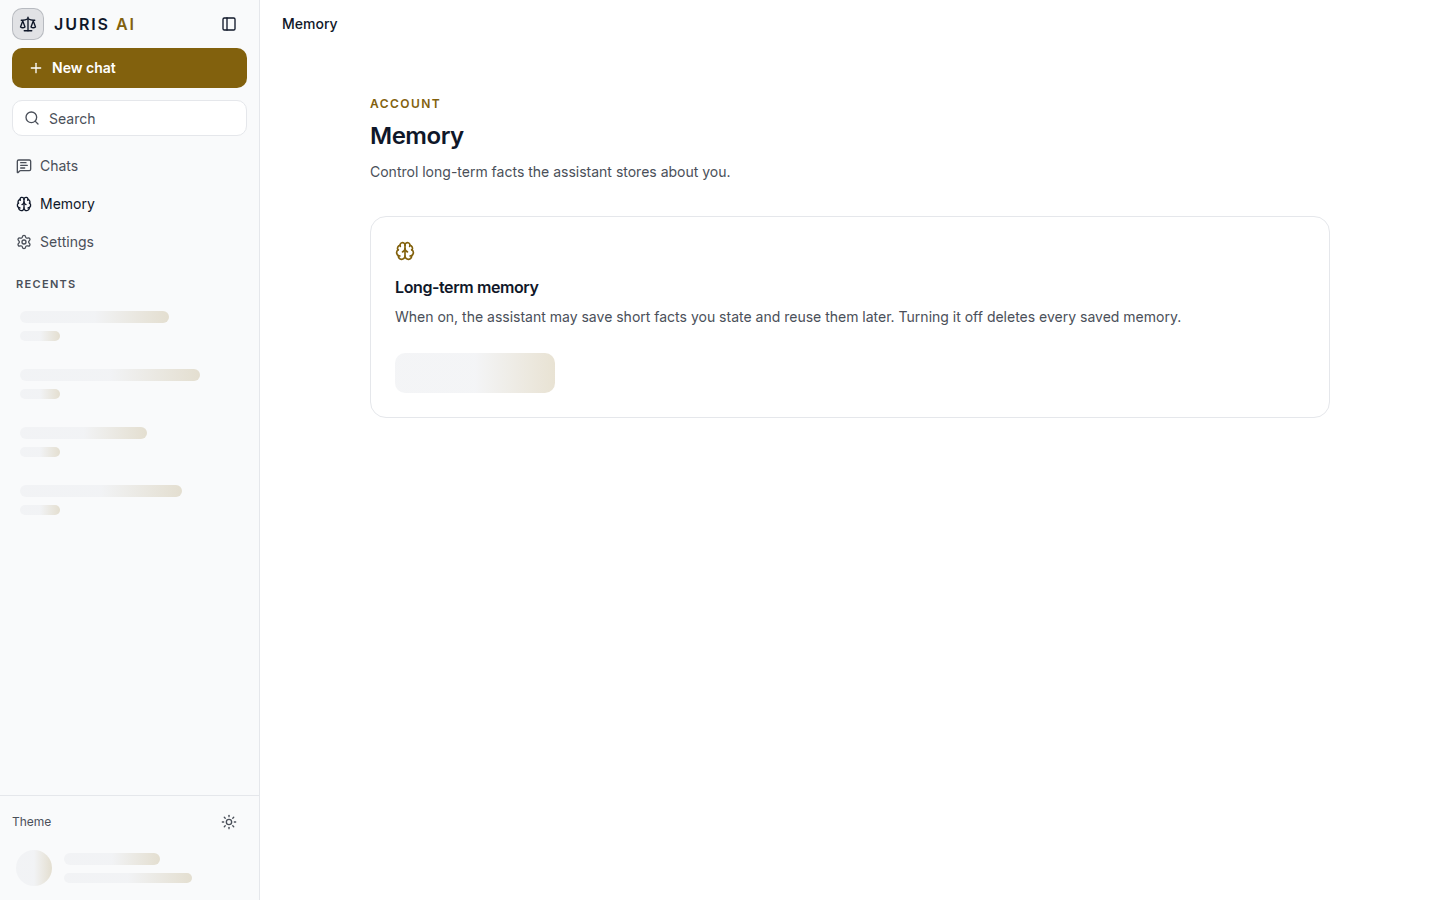 JURIS AI
New chat
Search
Chats
Memory
Settings
RECENTS
Theme
Memory
ACCOUNT
Memory
Control long-term facts the assistant stores about you.
Long-term memory
When on, the assistant may save short facts you state and reuse them later. Turning it off deletes every saved memory.